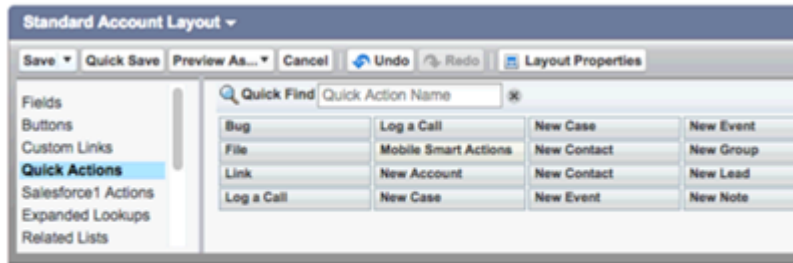 Standard Account Layout
Save Quick Save Preview As... Cancel Undo Redo Layout Properties
Fields
Buttons
Custom Links
Quick Actions
Salesforce1 Actions
Expanded Lookups
Related Lists
Quick Find Quick Action Name
Bug Log a Call New Case New Event
File Mobile Smart Actions New Contact New Group
Link New Account New Contact New Lead
Log a Call New Case New Event New Note